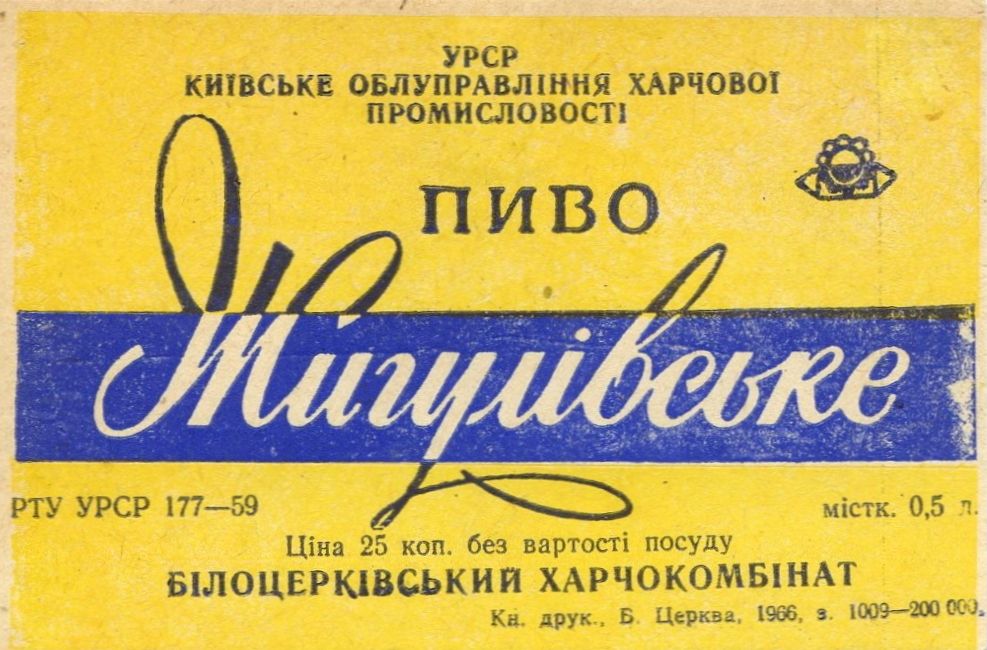 УРСР
КИЇВСЬКЕ ОБЛУПРАВЛІННЯ ХАРЧОВОЇ
ПРОМИСЛОВОСТІ
ПИВО
Жигулівське
РТУ УРСР 177—59
містк. 0,5 л.
Ціна 25 коп. без вартості посуду
БІЛОЦЕРКІВСЬКИЙ ХАРЧОКОМБІНАТ
Кн. друк., Б. Церква, 1966, з. 1009—200 000.